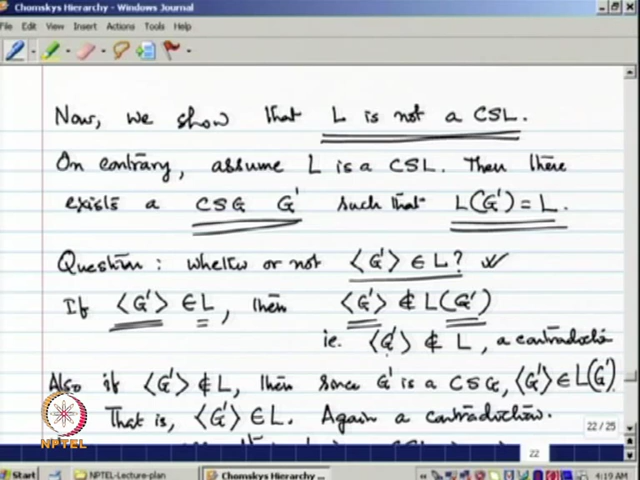 Chomskys Hierarchy - Windows Journal
File Edit View Insert Actions Tools Help
Now, we show that L is not a CSL.
On contrary, assume L is a CSL. Then there
exists a CSG G' such that L(G') = L.
Question: whether or not ⟨G'⟩ ∈ L?
If ⟨G'⟩ ∈ L, then ⟨G'⟩ ∉ L(G')
ie. ⟨G'⟩ ∉ L, a contradiction
Also if ⟨G'⟩ ∉ L, then since G' is a CSG, ⟨G'⟩ ∈ L(G').
That is, ⟨G'⟩ ∈ L. Again a contradiction.
NPTEL
22 / 25
22
Start
NPTEL-Lecture-plan
Chomskys Hierarchy - ...
4:19 AM